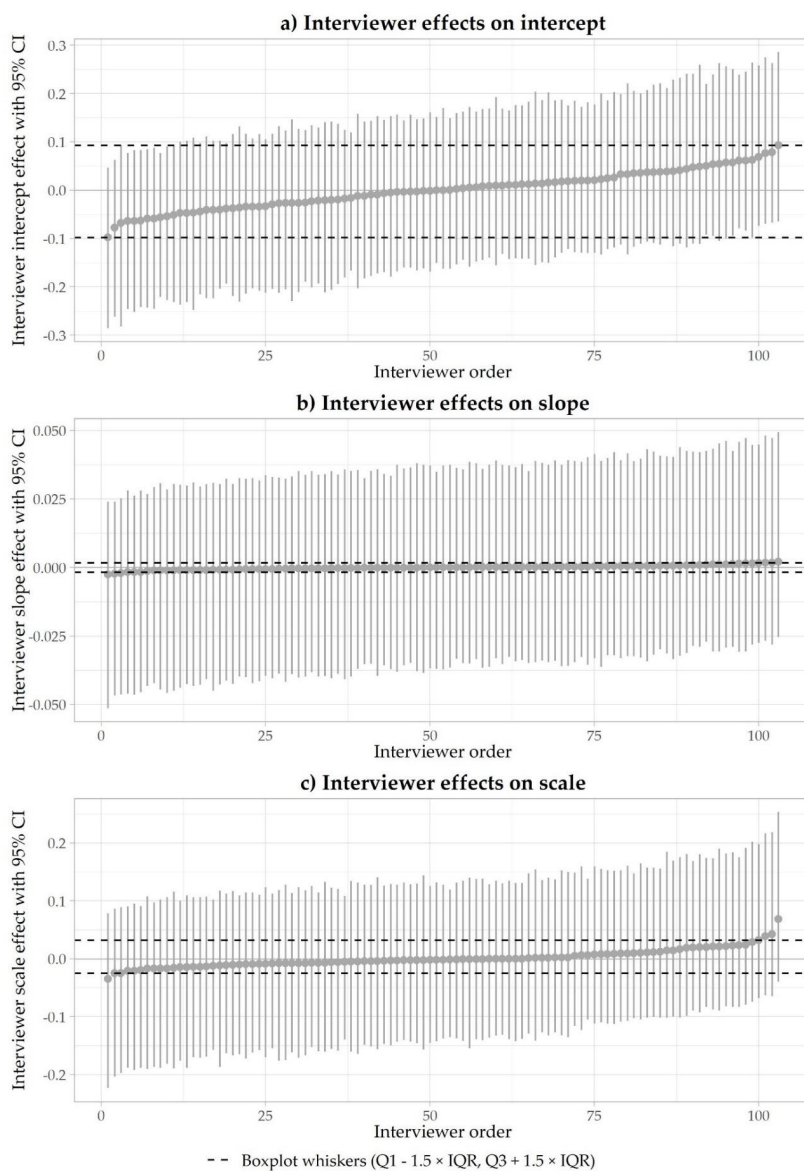 a) Interviewer effects on intercept
Interviewer intercept effect with 95% CI
0.3
0.2
0.1
0.0
-0.1
-0.2
-0.3
0 25 50 75 100
Interviewer order
b) Interviewer effects on slope
Interviewer slope effect with 95% CI
0.050
0.025
0.000
-0.025
-0.050
0 25 50 75 100
Interviewer order
c) Interviewer effects on scale
Interviewer scale effect with 95% CI
0.2
0.1
0.0
-0.1
-0.2
0 25 50 75 100
Interviewer order
Boxplot whiskers (Q1 - 1.5 × IQR, Q3 + 1.5 × IQR)